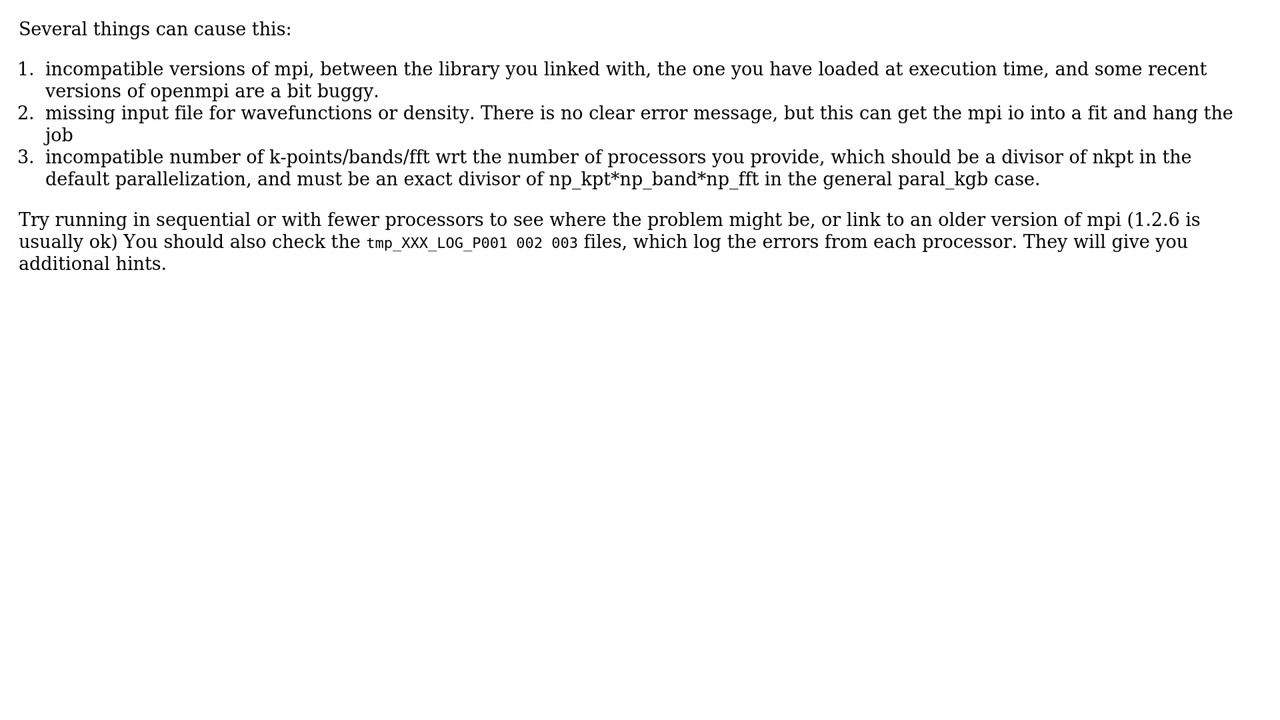 Several things can cause this:
1. incompatible versions of mpi, between the library you linked with, the one you have loaded at execution time, and some recent
versions of openmpi are a bit buggy.
2. missing input file for wavefunctions or density. There is no clear error message, but this can get the mpi io into a fit and hang the
job
3. incompatible number of k-points/bands/fft wrt the number of processors you provide, which should be a divisor of nkpt in the
default parallelization, and must be an exact divisor of np_kpt*np_band*np_fft in the general paral_kgb case.
Try running in sequential or with fewer processors to see where the problem might be, or link to an older version of mpi (1.2.6 is
usually ok) You should also check the tmp_XXX_LOG_P001 002 003 files, which log the errors from each processor. They will give you
additional hints.